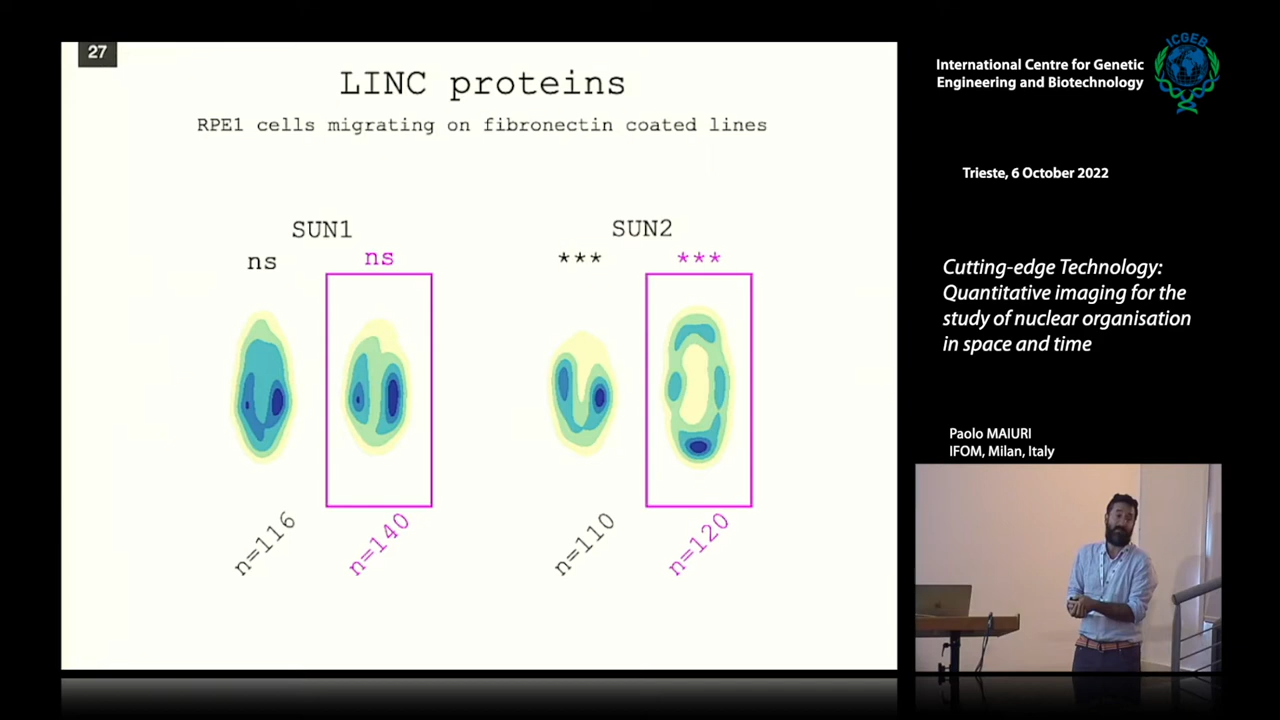 27
LINC proteins
RPE1 cells migrating on fibronectin coated lines
SUN1
SUN2
ns
ns
***
***
n=116
n=140
n=110
n=120
International Centre for Genetic
Engineering and Biotechnology
ICGEB
Trieste, 6 October 2022
Cutting-edge Technology:
Quantitative imaging for the
study of nuclear organisation
in space and time
Paolo MAIURI
IFOM, Milan, Italy